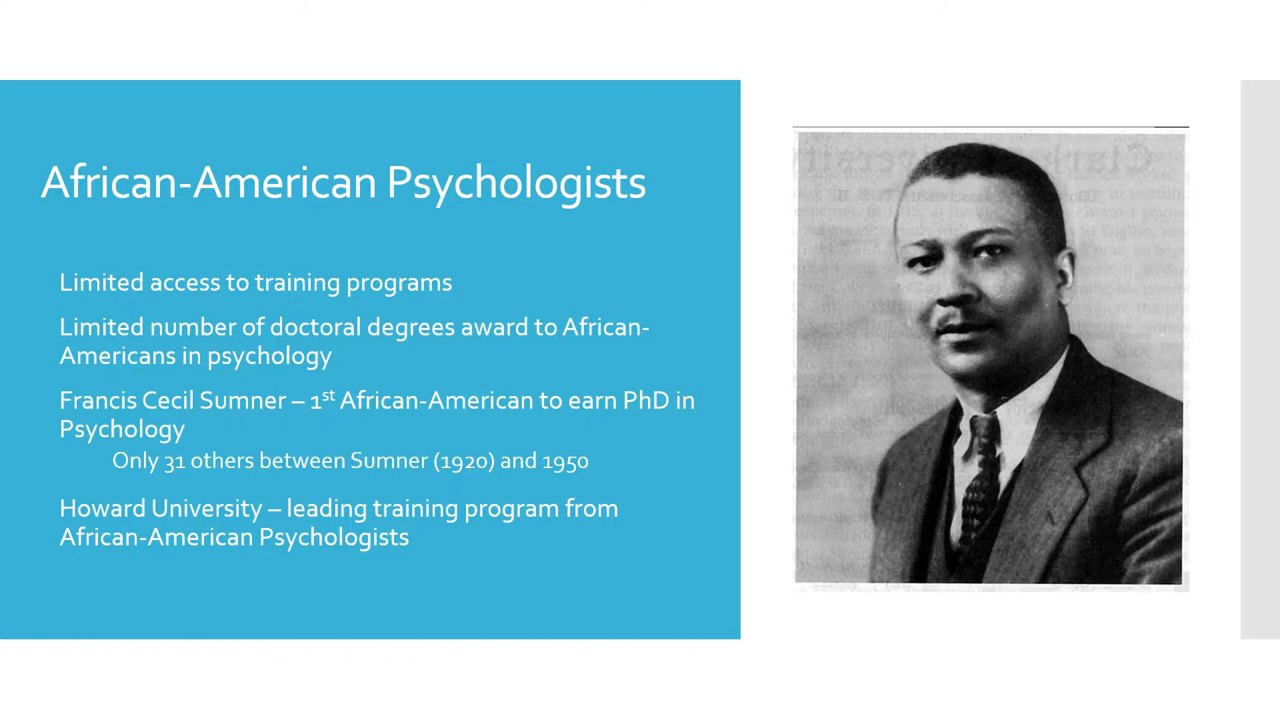 African-American Psychologists
Limited access to training programs
Limited number of doctoral degrees award to African-
Americans in psychology
Francis Cecil Sumner – 1st African-American to earn PhD in
Psychology
Only 31 others between Sumner (1920) and 1950
Howard University – leading training program from
African-American Psychologists